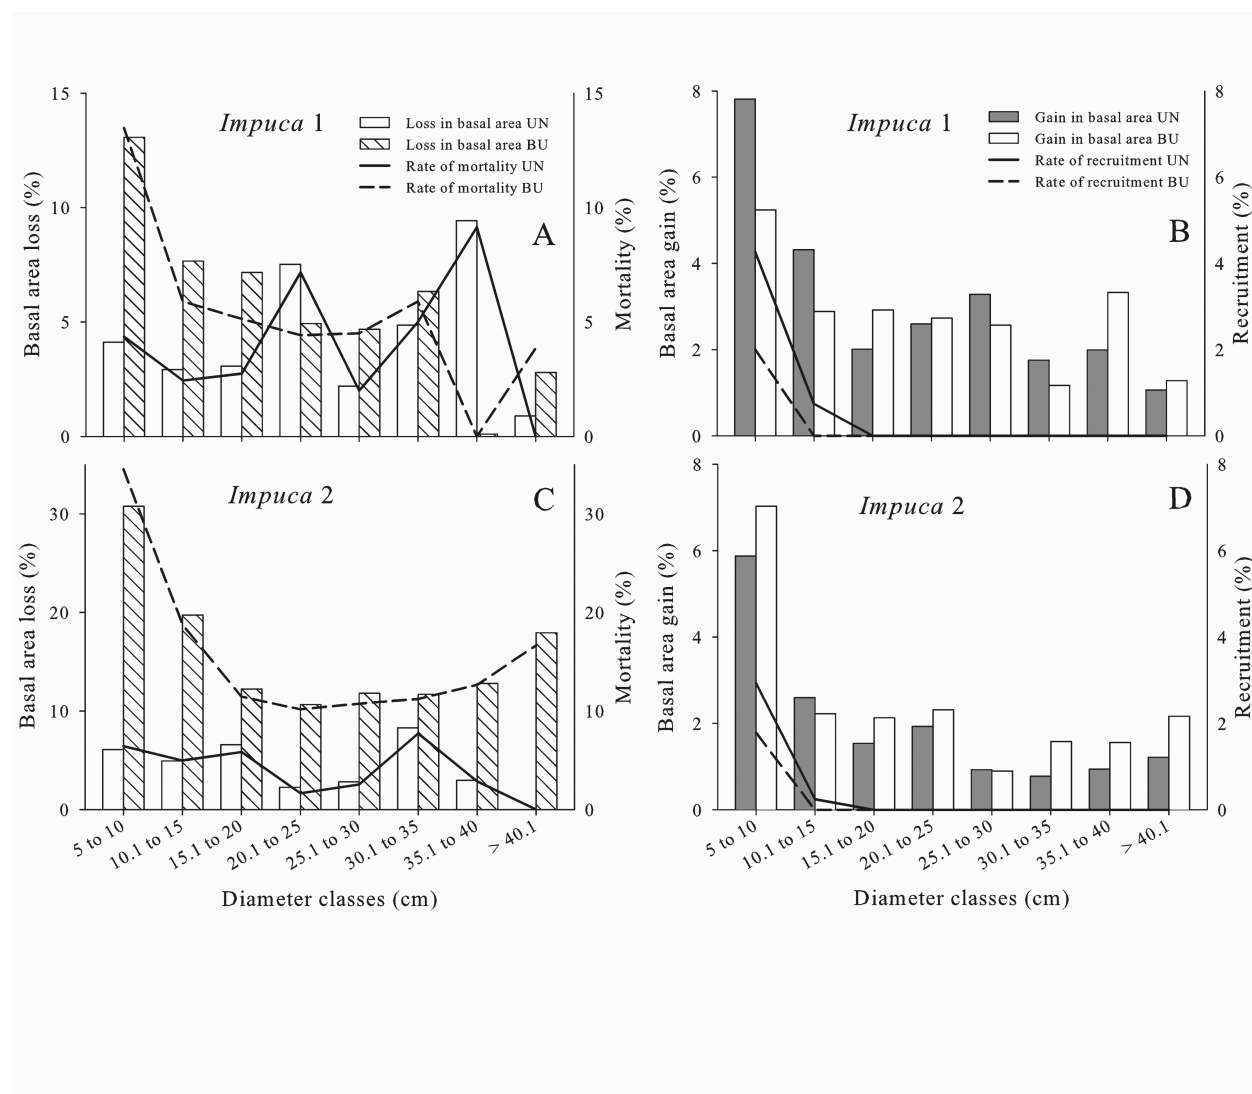 Impuca 1
Loss in basal area UN
Loss in basal area BU
Rate of mortality UN
Rate of mortality BU
A
Basal area loss (%)
15
10
5
0
Mortality (%)
15
10
5
0
Impuca 1
Gain in basal area UN
Gain in basal area BU
Rate of recruitment UN
Rate of recruitment BU
B
Basal area gain (%)
8
6
4
2
0
Recruitment (%)
8
6
4
2
0
Impuca 2
C
Basal area loss (%)
30
20
10
0
Mortality (%)
30
20
10
0
5 to 10
10.1 to 15
15.1 to 20
20.1 to 25
25.1 to 30
30.1 to 35
35.1 to 40
> 40.1
Diameter classes (cm)
Impuca 2
D
Basal area gain (%)
8
6
4
2
0
Recruitment (%)
8
6
4
2
0
5 to 10
10.1 to 15
15.1 to 20
20.1 to 25
25.1 to 30
30.1 to 35
35.1 to 40
> 40.1
Diameter classes (cm)